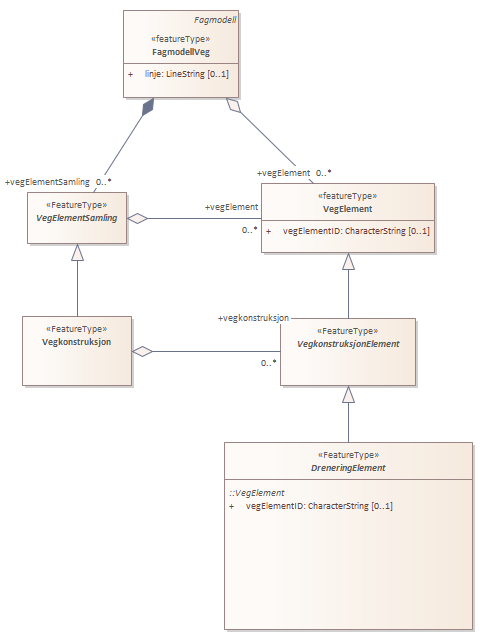 Fagmodell
«featureType»
FagmodellVeg
+ linje: LineString [0..1]
+vegElementSamling 0..*
+vegElement 0..*
«FeatureType»
VegElementSamling
+vegElement
0..*
«featureType»
VegElement
+ vegElementID: CharacterString [0..1]
«FeatureType»
Vegkonstruksjon
+vegkonstruksjon
0..*
«FeatureType»
VegkonstruksjonElement
«FeatureType»
DreneringElement
::VegElement
+ vegElementID: CharacterString [0..1]